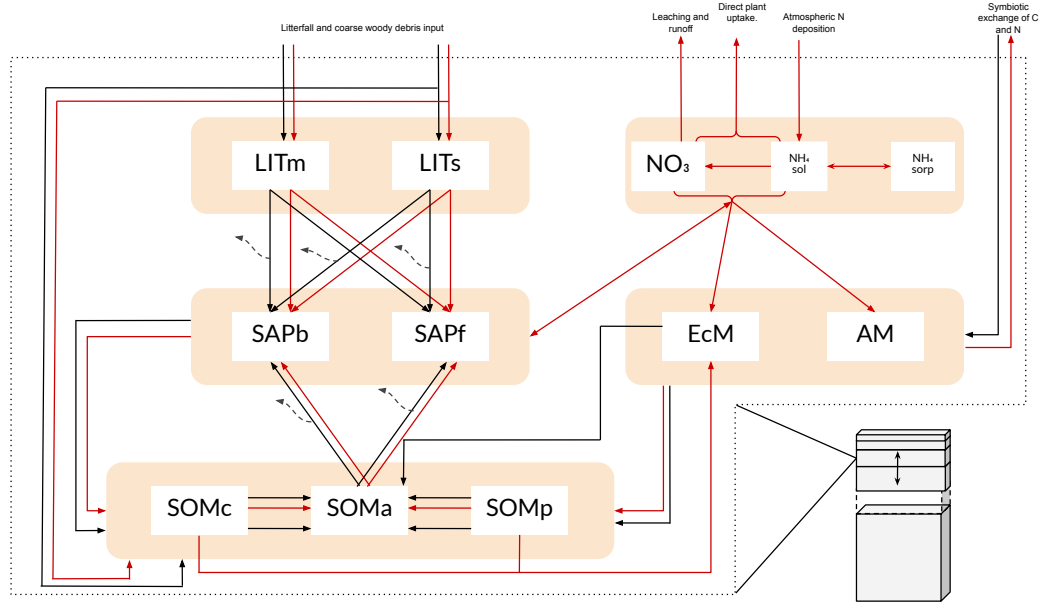 Litterfall and coarse woody debris input
Leaching and
runoff
Direct plant
uptake.
Atmospheric N
deposition
Symbiotic
exchange of C
and N
LITm
LITs
NO₃
NH₄
sol
NH₄
sorp
SAPb
SAPf
EcM
AM
SOMc
SOMa
SOMp